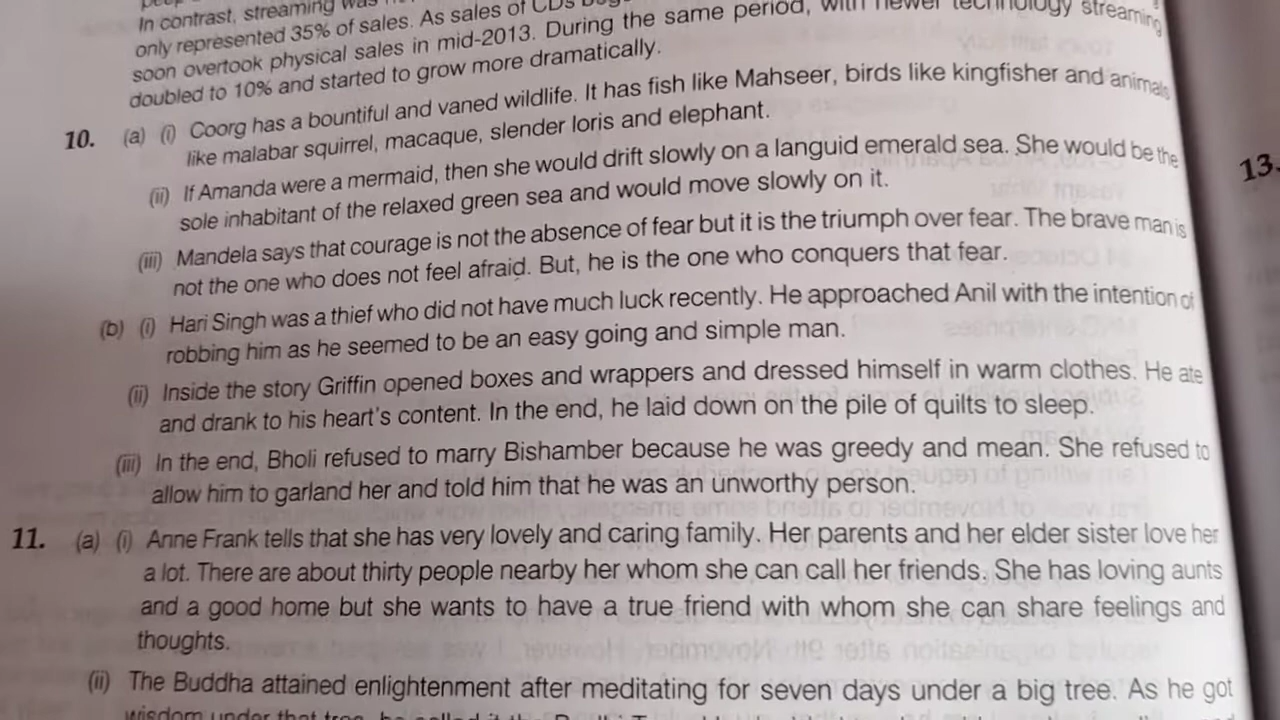 In contrast, streaming was
only represented 35% of sales. As sales of CDs
soon overtook physical sales in mid-2013. During the same period, with newer technology streaming
doubled to 10% and started to grow more dramatically.
10. (a) (i) Coorg has a bountiful and vaned wildlife. It has fish like Mahseer, birds like kingfisher and animals
like malabar squirrel, macaque, slender loris and elephant.
(ii) If Amanda were a mermaid, then she would drift slowly on a languid emerald sea. She would be the
sole inhabitant of the relaxed green sea and would move slowly on it.
(iii) Mandela says that courage is not the absence of fear but it is the triumph over fear. The brave man is
not the one who does not feel afraid. But, he is the one who conquers that fear.
(b) (i) Hari Singh was a thief who did not have much luck recently. He approached Anil with the intention of
robbing him as he seemed to be an easy going and simple man.
(ii) Inside the story Griffin opened boxes and wrappers and dressed himself in warm clothes. He ate
and drank to his heart's content. In the end, he laid down on the pile of quilts to sleep.
(iii) In the end, Bholi refused to marry Bishamber because he was greedy and mean. She refused to
allow him to garland her and told him that he was an unworthy person.
11. (a) (i) Anne Frank tells that she has very lovely and caring family. Her parents and her elder sister love her
a lot. There are about thirty people nearby her whom she can call her friends. She has loving aunts
and a good home but she wants to have a true friend with whom she can share feelings and
thoughts.
(ii) The Buddha attained enlightenment after meditating for seven days under a big tree. As he got
wisdom under that tree, he called it the
13.